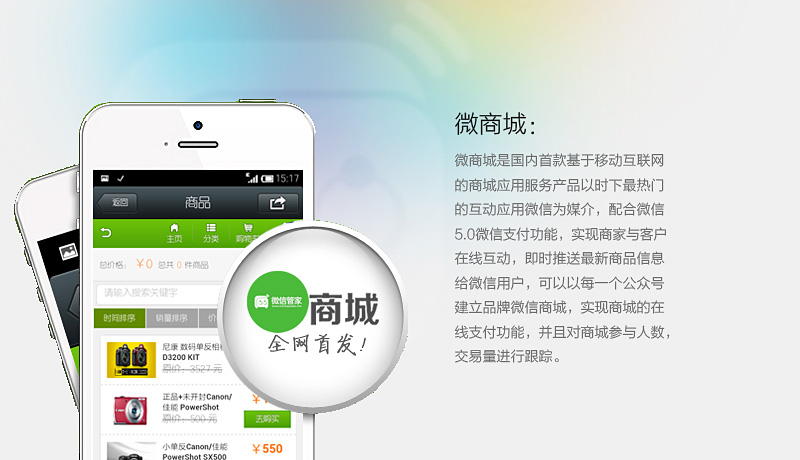 微商城：
微商城是国内首款基于移动互联网
的商城应用服务产品以时下最热门
的互动应用微信为媒介，配合微信
5.0微信支付功能，实现商家与客户
在线互动，即时推送最新商品信息
给微信用户，可以以每一个公众号
建立品牌微信商城，实现商城的在
线支付功能，并且对商城参与人数，
交易量进行跟踪。
15:17
返回
商品
主页
分类
总价格： ￥0 总共 0 件商品
请输入搜索关键字
时间排序
销量排序
微信管家
商城
全网首发！
尼康 数码单反相
D3200 KIT
原价：3527 元
正品+未开封Canon/
佳能 PowerShot
原价：500 元
去购买
小单反Canon/佳能
PowerShot SX500
￥550